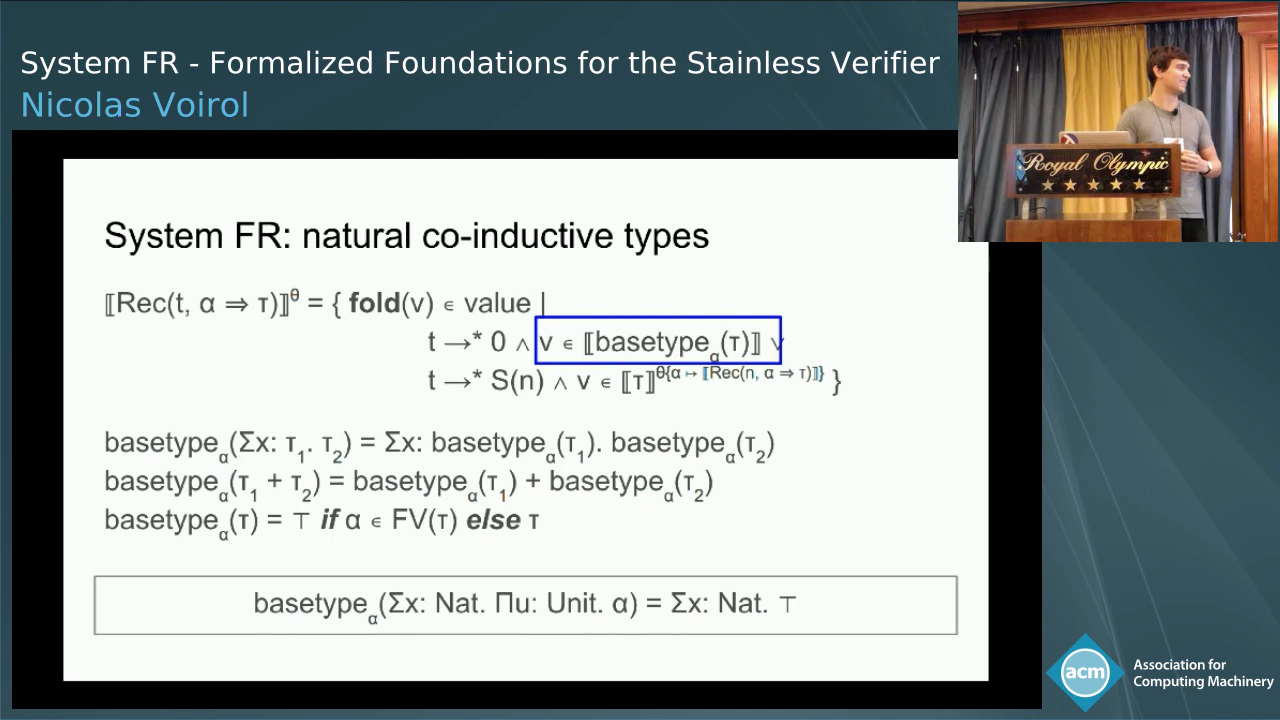 System FR - Formalized Foundations for the Stainless Verifier
Nicolas Voirol
Royal Olympic
System FR: natural co-inductive types
⟦Rec(t, α ⇒ τ)⟧^θ = { fold(v) ∊ value |
t →* 0 ∧ v ∊ ⟦basetype_α(τ)⟧ ∨
t →* S(n) ∧ v ∊ ⟦τ⟧^θ{α ↦ ⟦Rec(n, α ⇒ τ)⟧} }
basetype_α(Σx: τ_1. τ_2) = Σx: basetype_α(τ_1). basetype_α(τ_2)
basetype_α(τ_1 + τ_2) = basetype_α(τ_1) + basetype_α(τ_2)
basetype_α(τ) = ⊤ if α ∊ FV(τ) else τ
basetype_α(Σx: Nat. Πu: Unit. α) = Σx: Nat. ⊤
acm
Association for
Computing Machinery